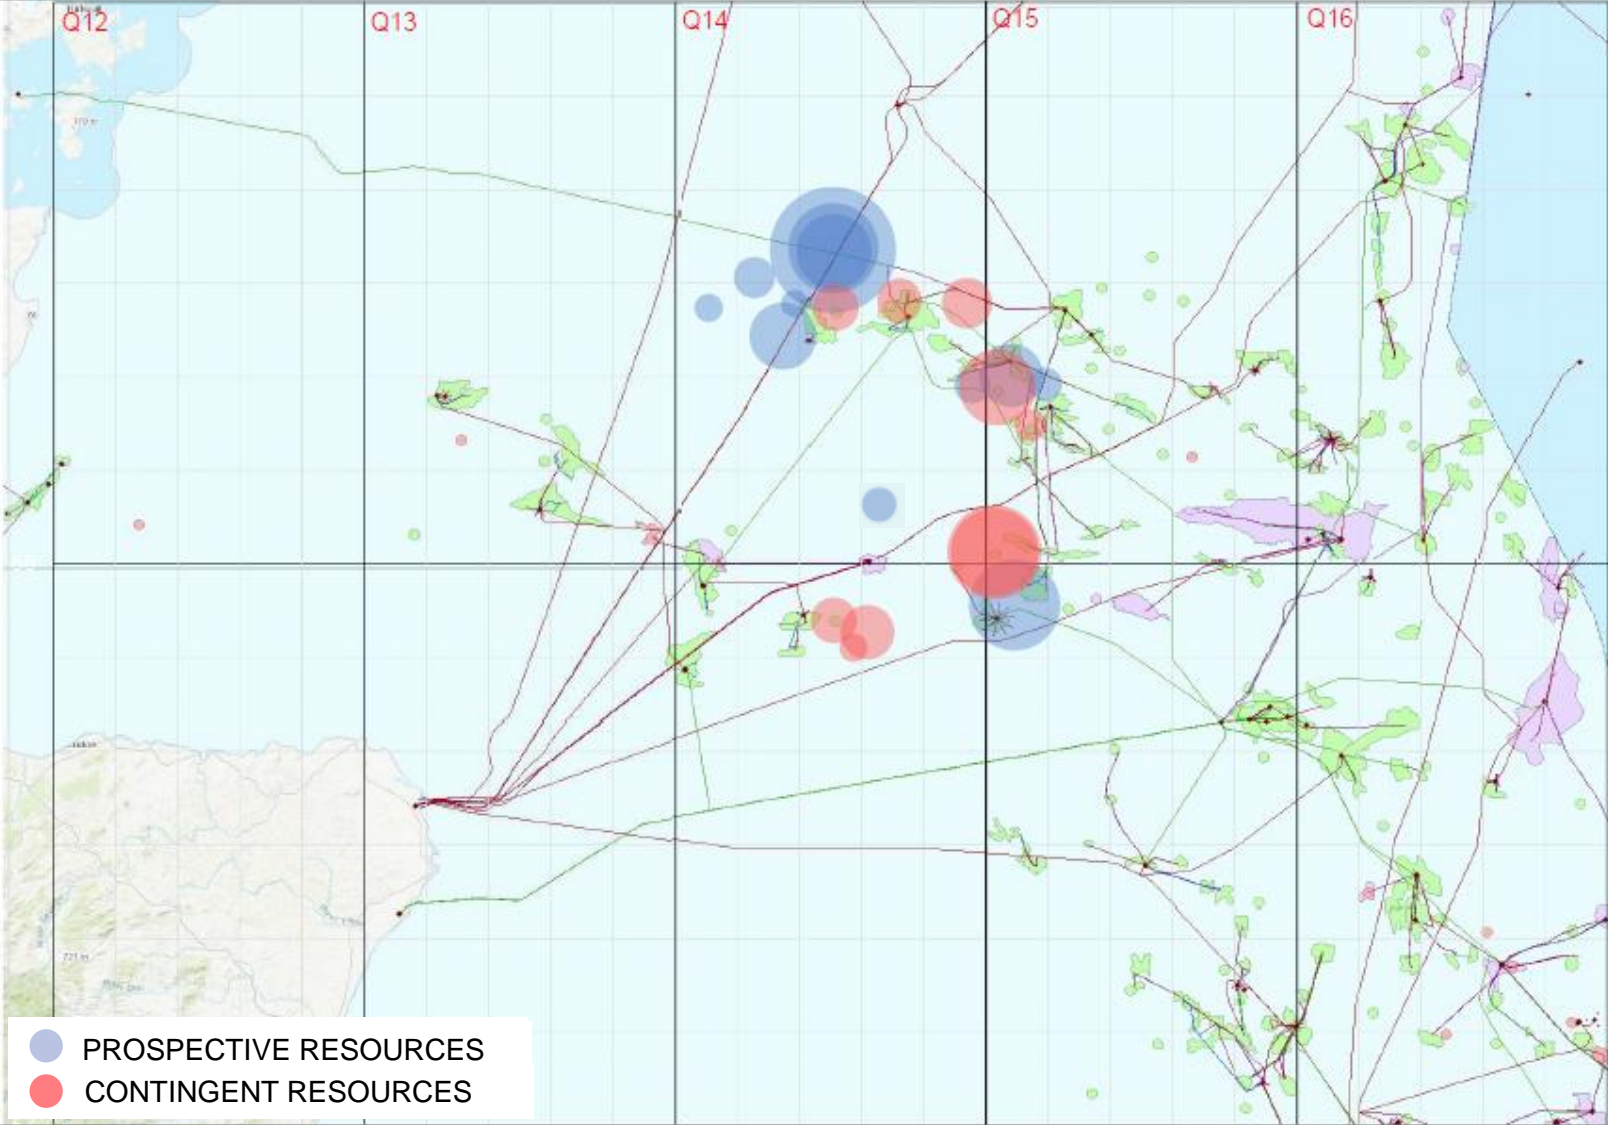 Q12
Q13
Q14
Q15
Q16
PROSPECTIVE RESOURCES
CONTINGENT RESOURCES